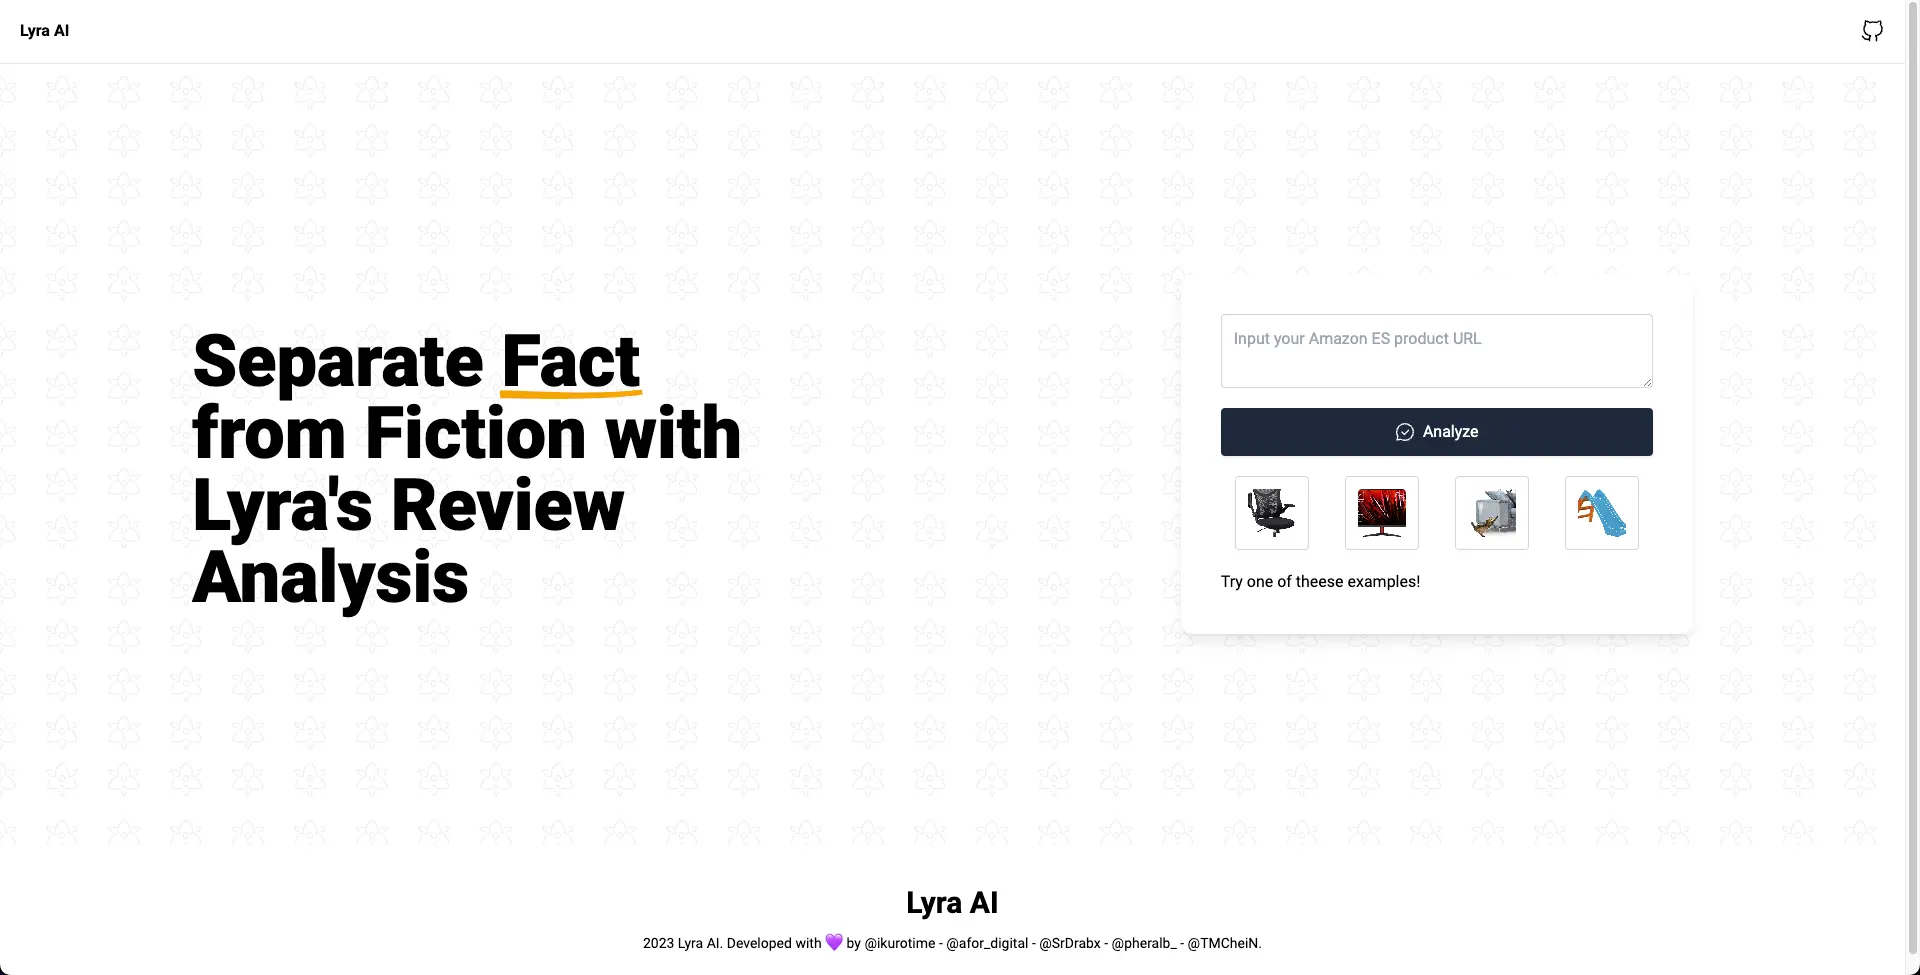 Lyra AI
Separate Fact
from Fiction with
Lyra's Review
Analysis
Input your Amazon ES product URL
Analyze
Try one of theese examples!
Lyra AI
2023 Lyra AI. Developed with 💜 by @ikurotime - @afor_digital - @SrDrabx - @pheralb_ - @TMCheiN.